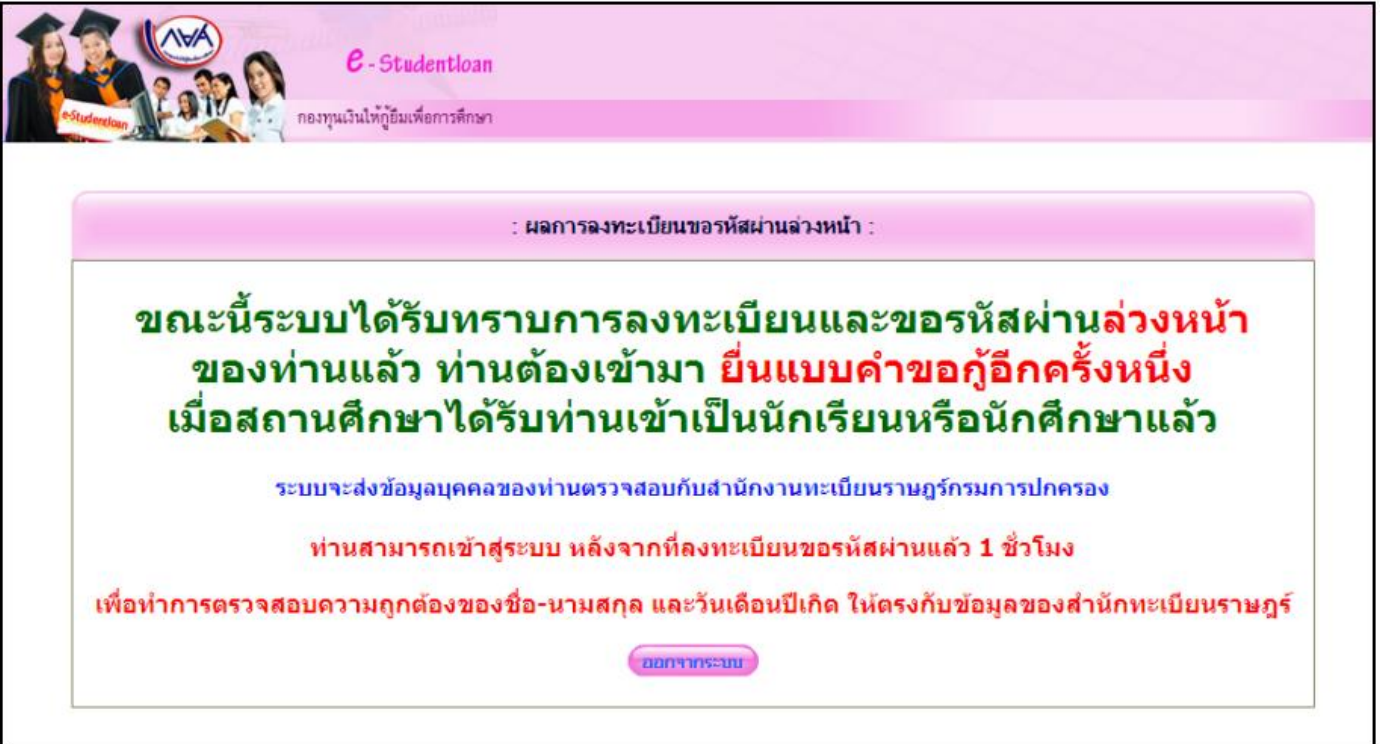 กยศ
e - Studentloan
e-Studentloan
กองทุนเงินให้กู้ยืมเพื่อการศึกษา
: ผลการลงทะเบียนขอรหัสผ่านล่วงหน้า :
ขณะนี้ระบบได้รับทราบการลงทะเบียนและขอรหัสผ่านล่วงหน้า
ของท่านแล้ว ท่านต้องเข้ามา ยื่นแบบคำขอกู้อีกครั้งหนึ่ง
เมื่อสถานศึกษาได้รับท่านเข้าเป็นนักเรียนหรือนักศึกษาแล้ว
ระบบจะส่งข้อมูลบุคคลของท่านตรวจสอบกับสำนักงานทะเบียนราษฎร์กรมการปกครอง
ท่านสามารถเข้าสู่ระบบ หลังจากที่ลงทะเบียนขอรหัสผ่านแล้ว 1 ชั่วโมง
เพื่อทำการตรวจสอบความถูกต้องของชื่อ-นามสกุล และวันเดือนปีเกิด ให้ตรงกับข้อมูลของสำนักทะเบียนราษฎร์
ออกจากระบบ